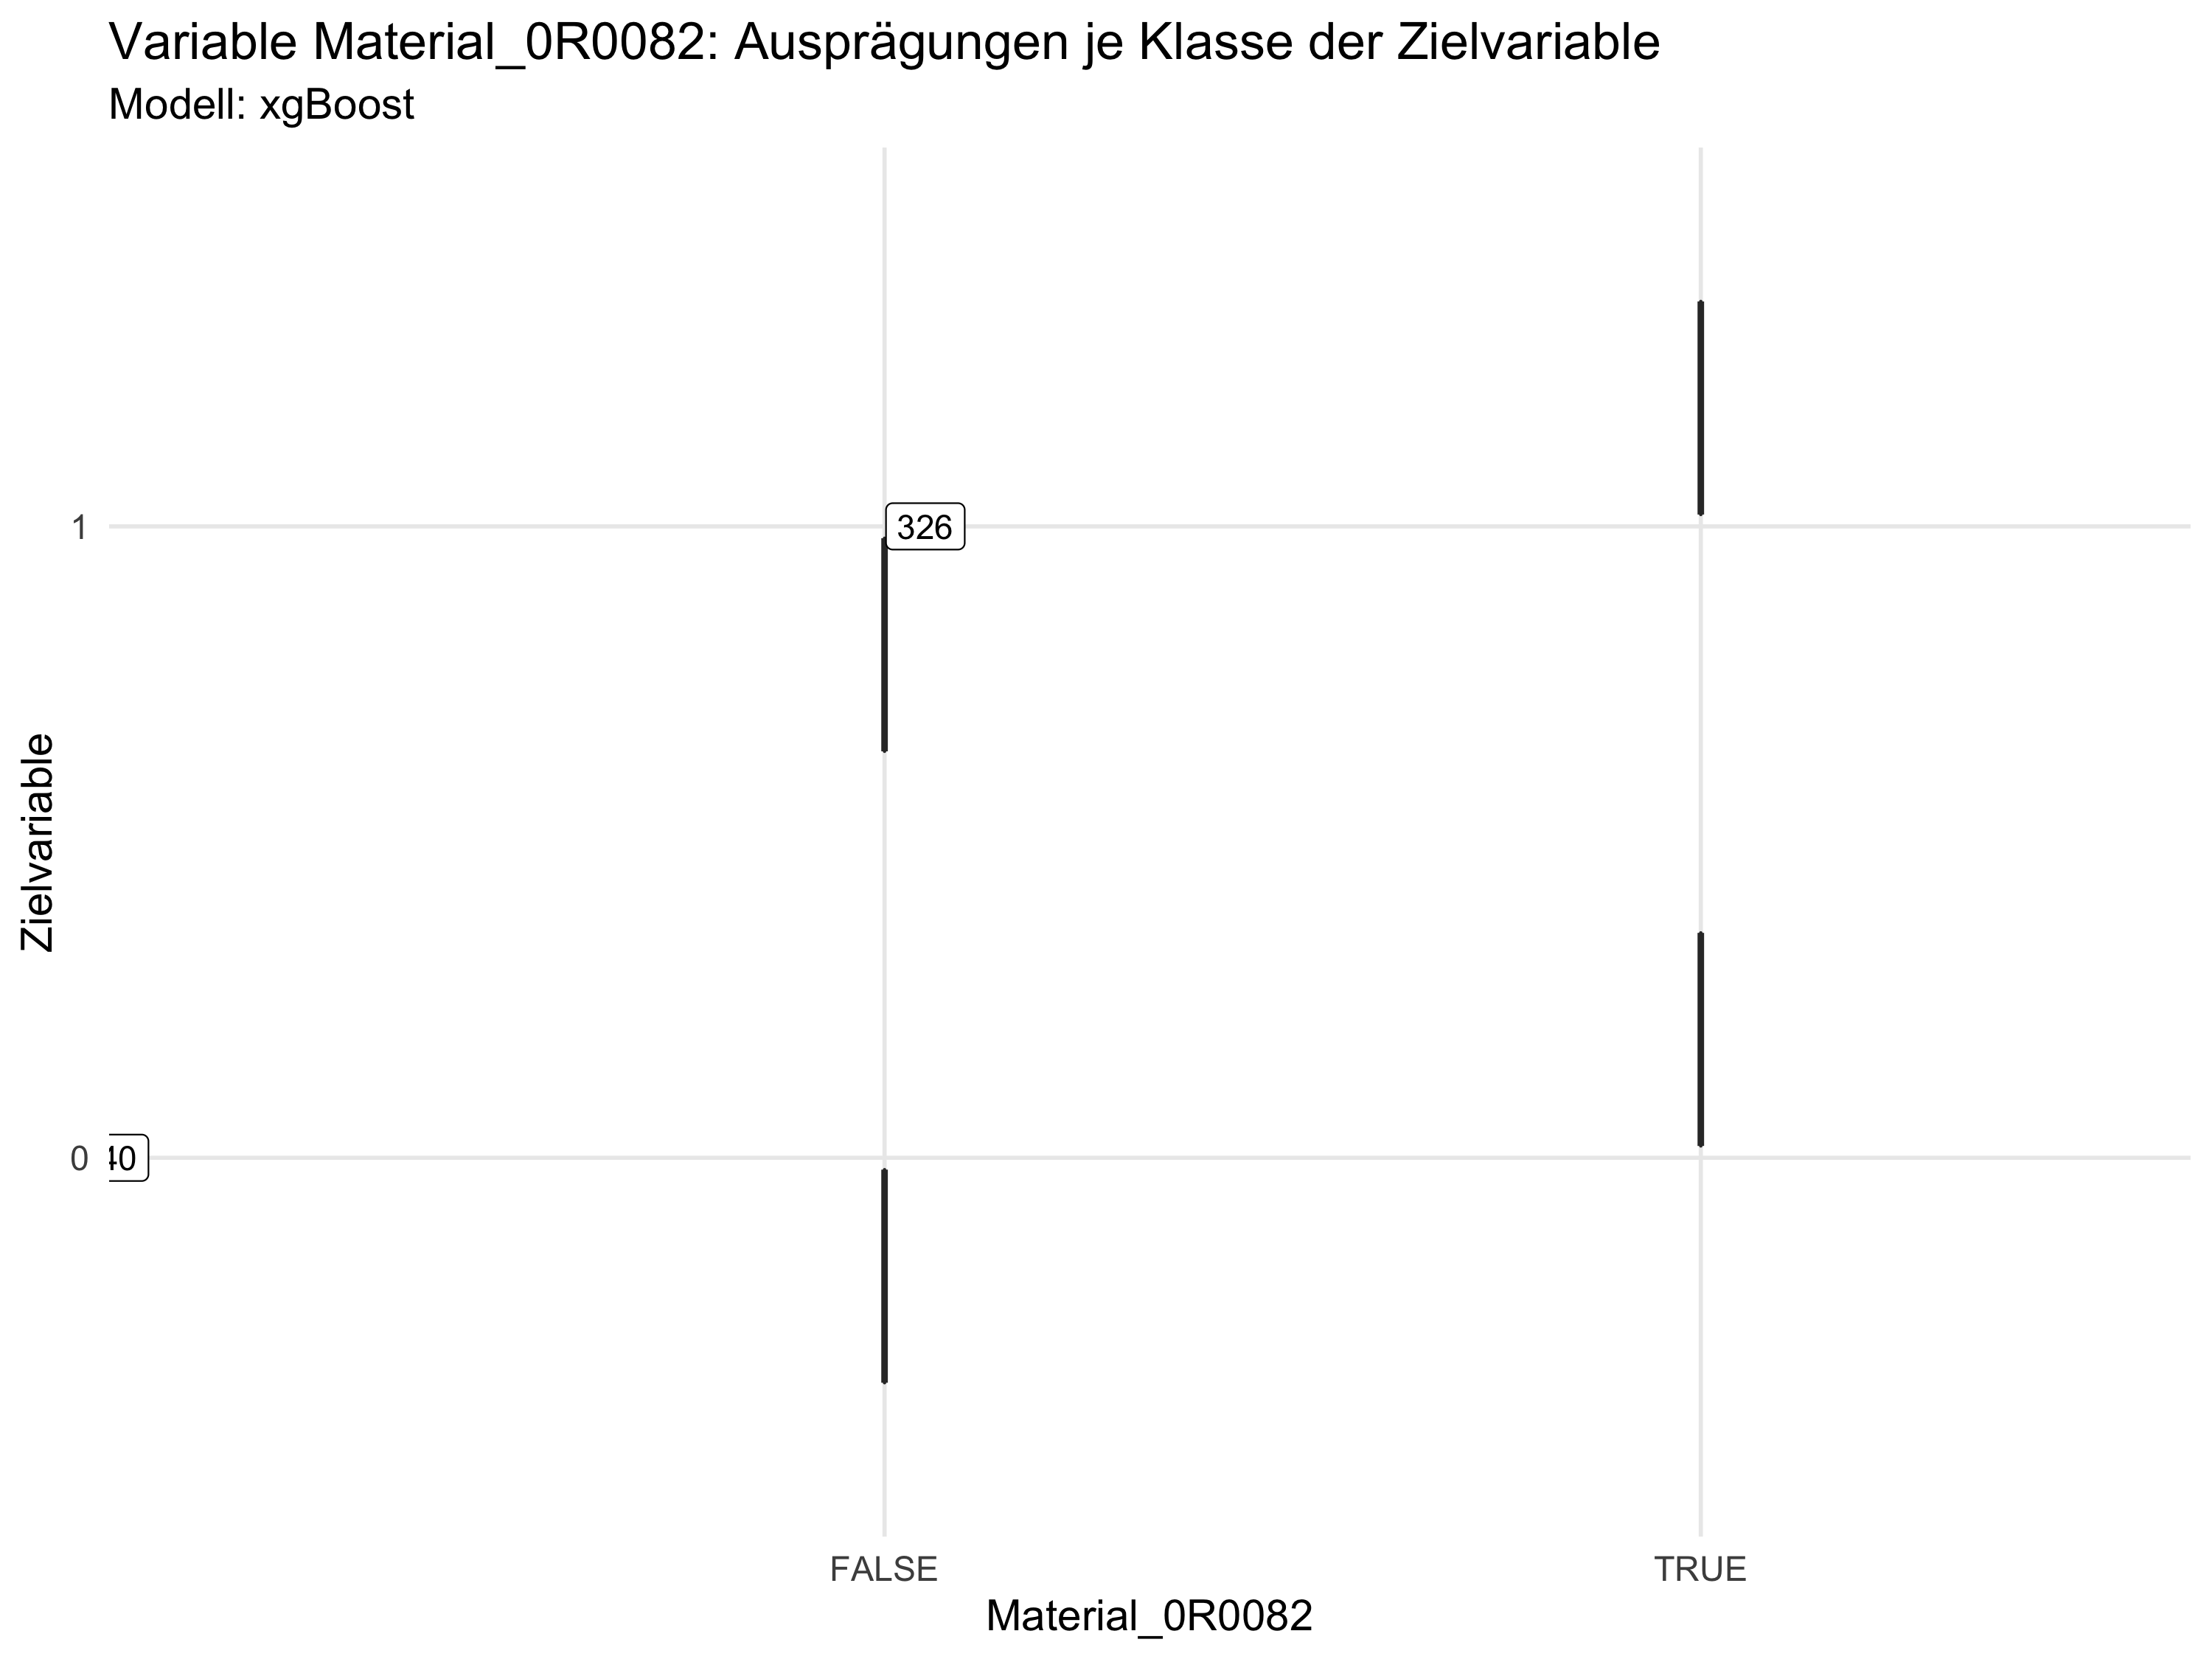 Variable Material_0R0082: Ausprägungen je Klasse der Zielvariable
Modell: xgBoost
1
326
Zielvariable
0
FALSE
TRUE
Material_0R0082